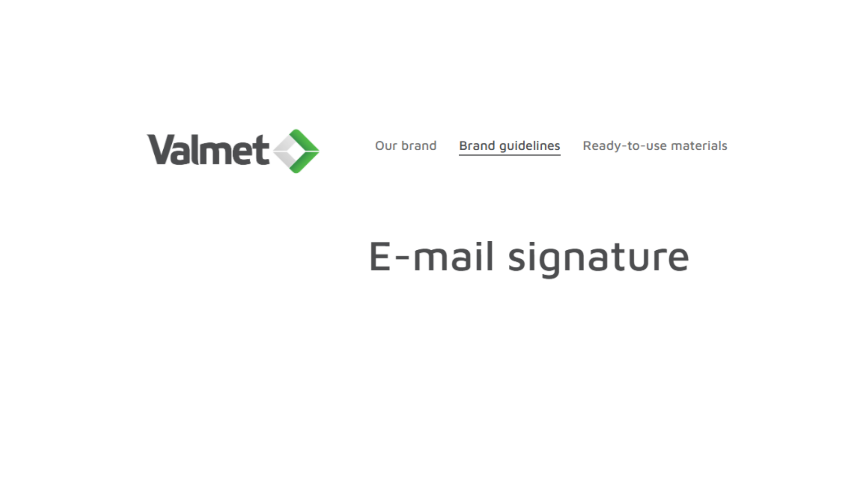 Valmet
Our brand Brand guidelines Ready-to-use materials
E-mail signature